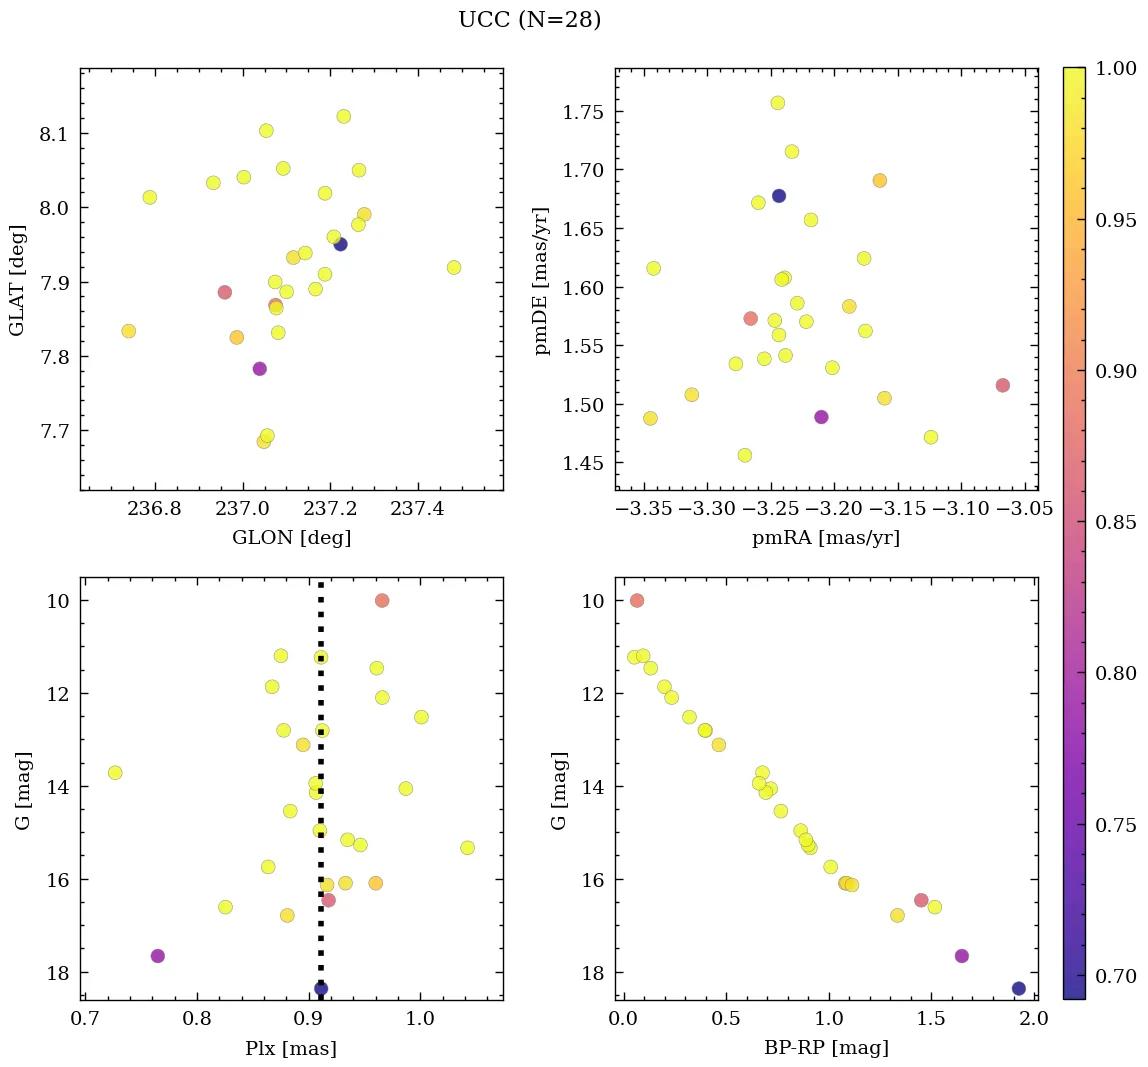 UCC (N=28)
8.1
8.0
7.9
7.8
7.7
GLAT [deg]
236.8 237.0 237.2 237.4
GLON [deg]
1.75
1.70
1.65
1.60
1.55
1.50
1.45
pmDE [mas/yr]
−3.35 −3.30 −3.25 −3.20 −3.15 −3.10 −3.05
pmRA [mas/yr]
10
12
14
16
18
G [mag]
0.7 0.8 0.9 1.0
Plx [mas]
10
12
14
16
18
G [mag]
0.0 0.5 1.0 1.5 2.0
BP-RP [mag]
1.00
0.95
0.90
0.85
0.80
0.75
0.70